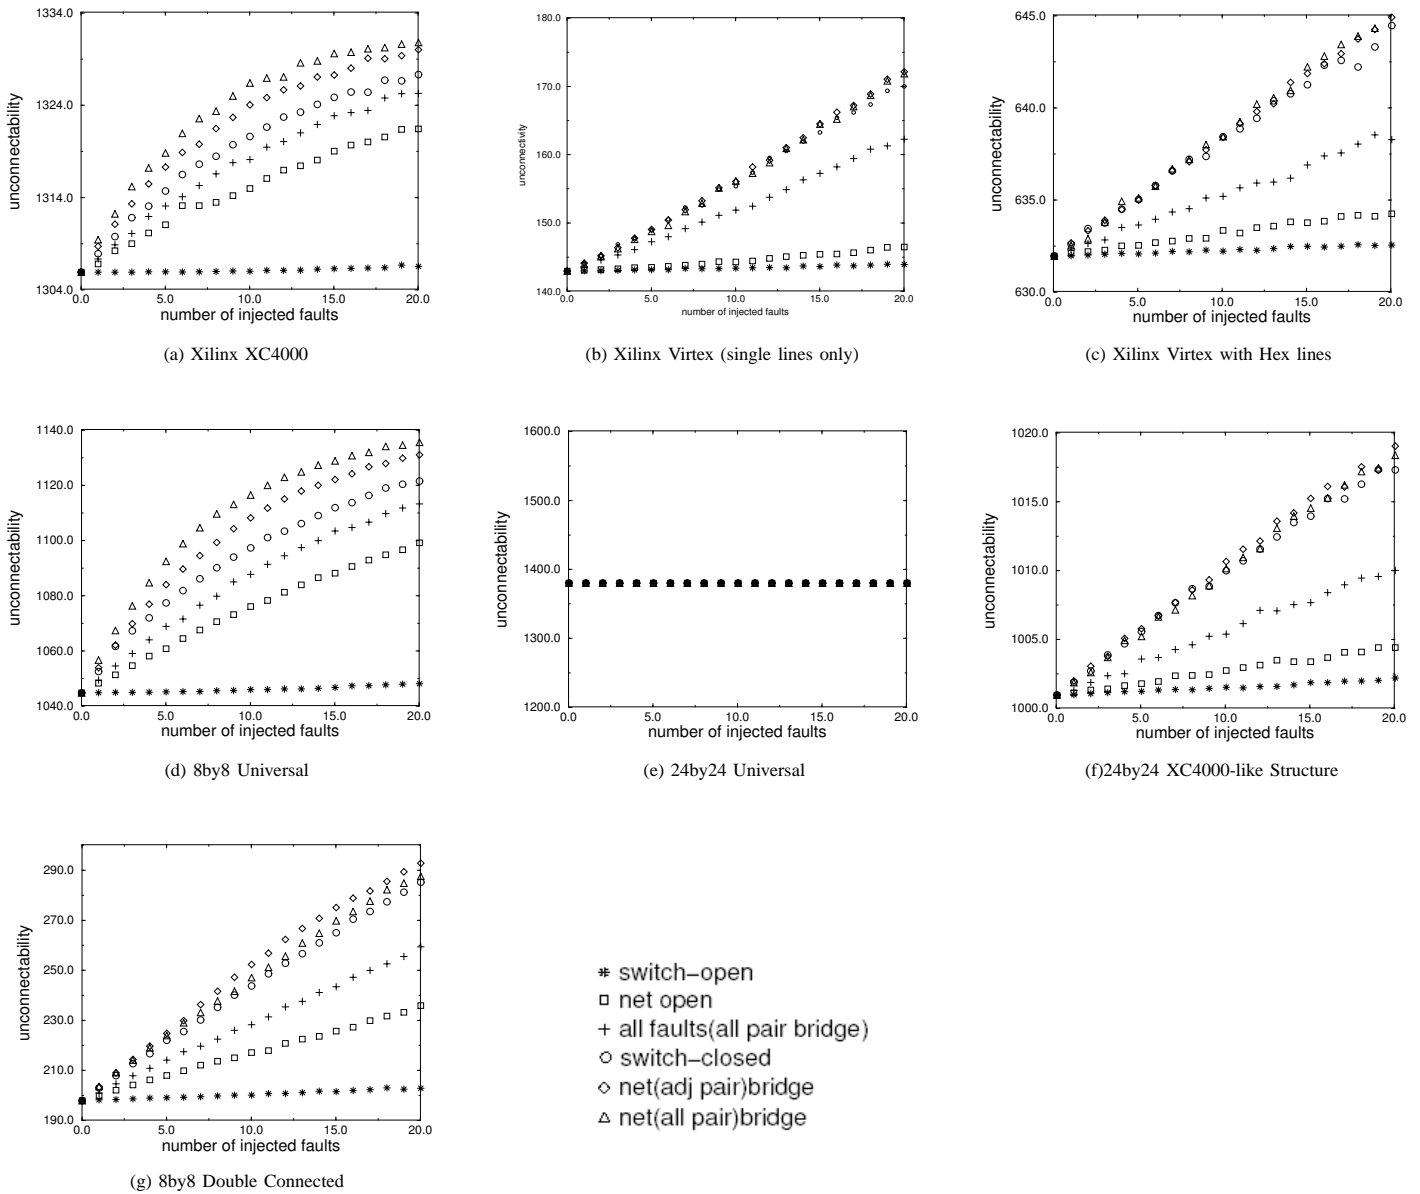 1334.0
1324.0
1314.0
1304.0
unconnectability
0.0 5.0 10.0 15.0 20.0
number of injected faults
(a) Xilinx XC4000
180.0
170.0
160.0
150.0
140.0
unconnectivity
0.0 5.0 10.0 15.0 20.0
number of injected faults
(b) Xilinx Virtex (single lines only)
645.0
640.0
635.0
630.0
unconnectability
0.0 5.0 10.0 15.0 20.0
number of injected faults
(c) Xilinx Virtex with Hex lines
1140.0
1120.0
1100.0
1080.0
1060.0
1040.0
unconnectability
0.0 5.0 10.0 15.0 20.0
number of injected faults
(d) 8by8 Universal
1600.0
1500.0
1400.0
1300.0
1200.0
unconnectability
0.0 5.0 10.0 15.0 20.0
number of injected faults
(e) 24by24 Universal
1020.0
1015.0
1010.0
1005.0
1000.0
unconnectability
0.0 5.0 10.0 15.0 20.0
number of injected faults
(f)24by24 XC4000-like Structure
290.0
270.0
250.0
230.0
210.0
190.0
unconnectability
0.0 5.0 10.0 15.0 20.0
number of injected faults
(g) 8by8 Double Connected
switch-open
net open
all faults(all pair bridge)
switch-closed
net(adj pair)bridge
net(all pair)bridge